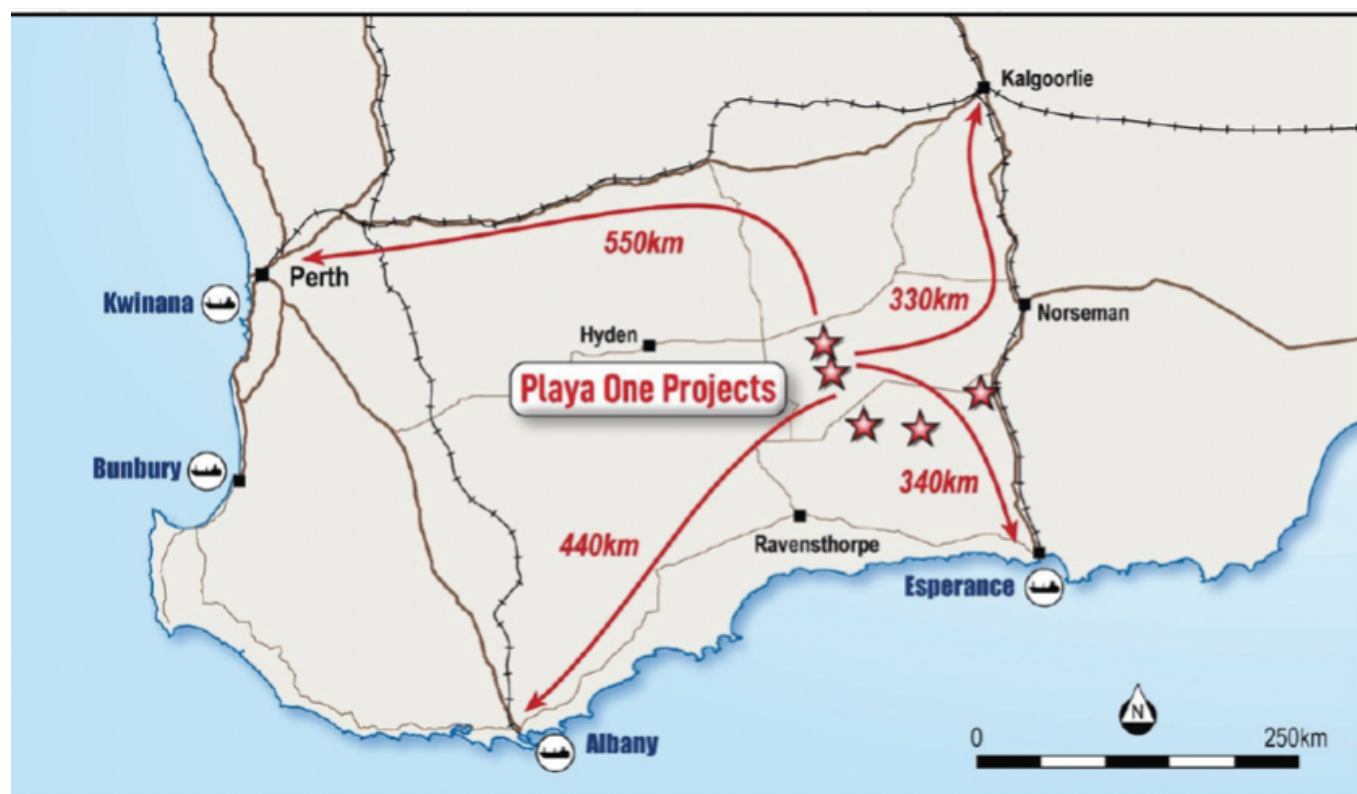 Kalgoorlie
550km
Perth
330km
Kwinana
Norseman
Hyden
Playa One Projects
Bunbury
340km
440km
Ravensthorpe
Esperance
N
Albany
0
250km